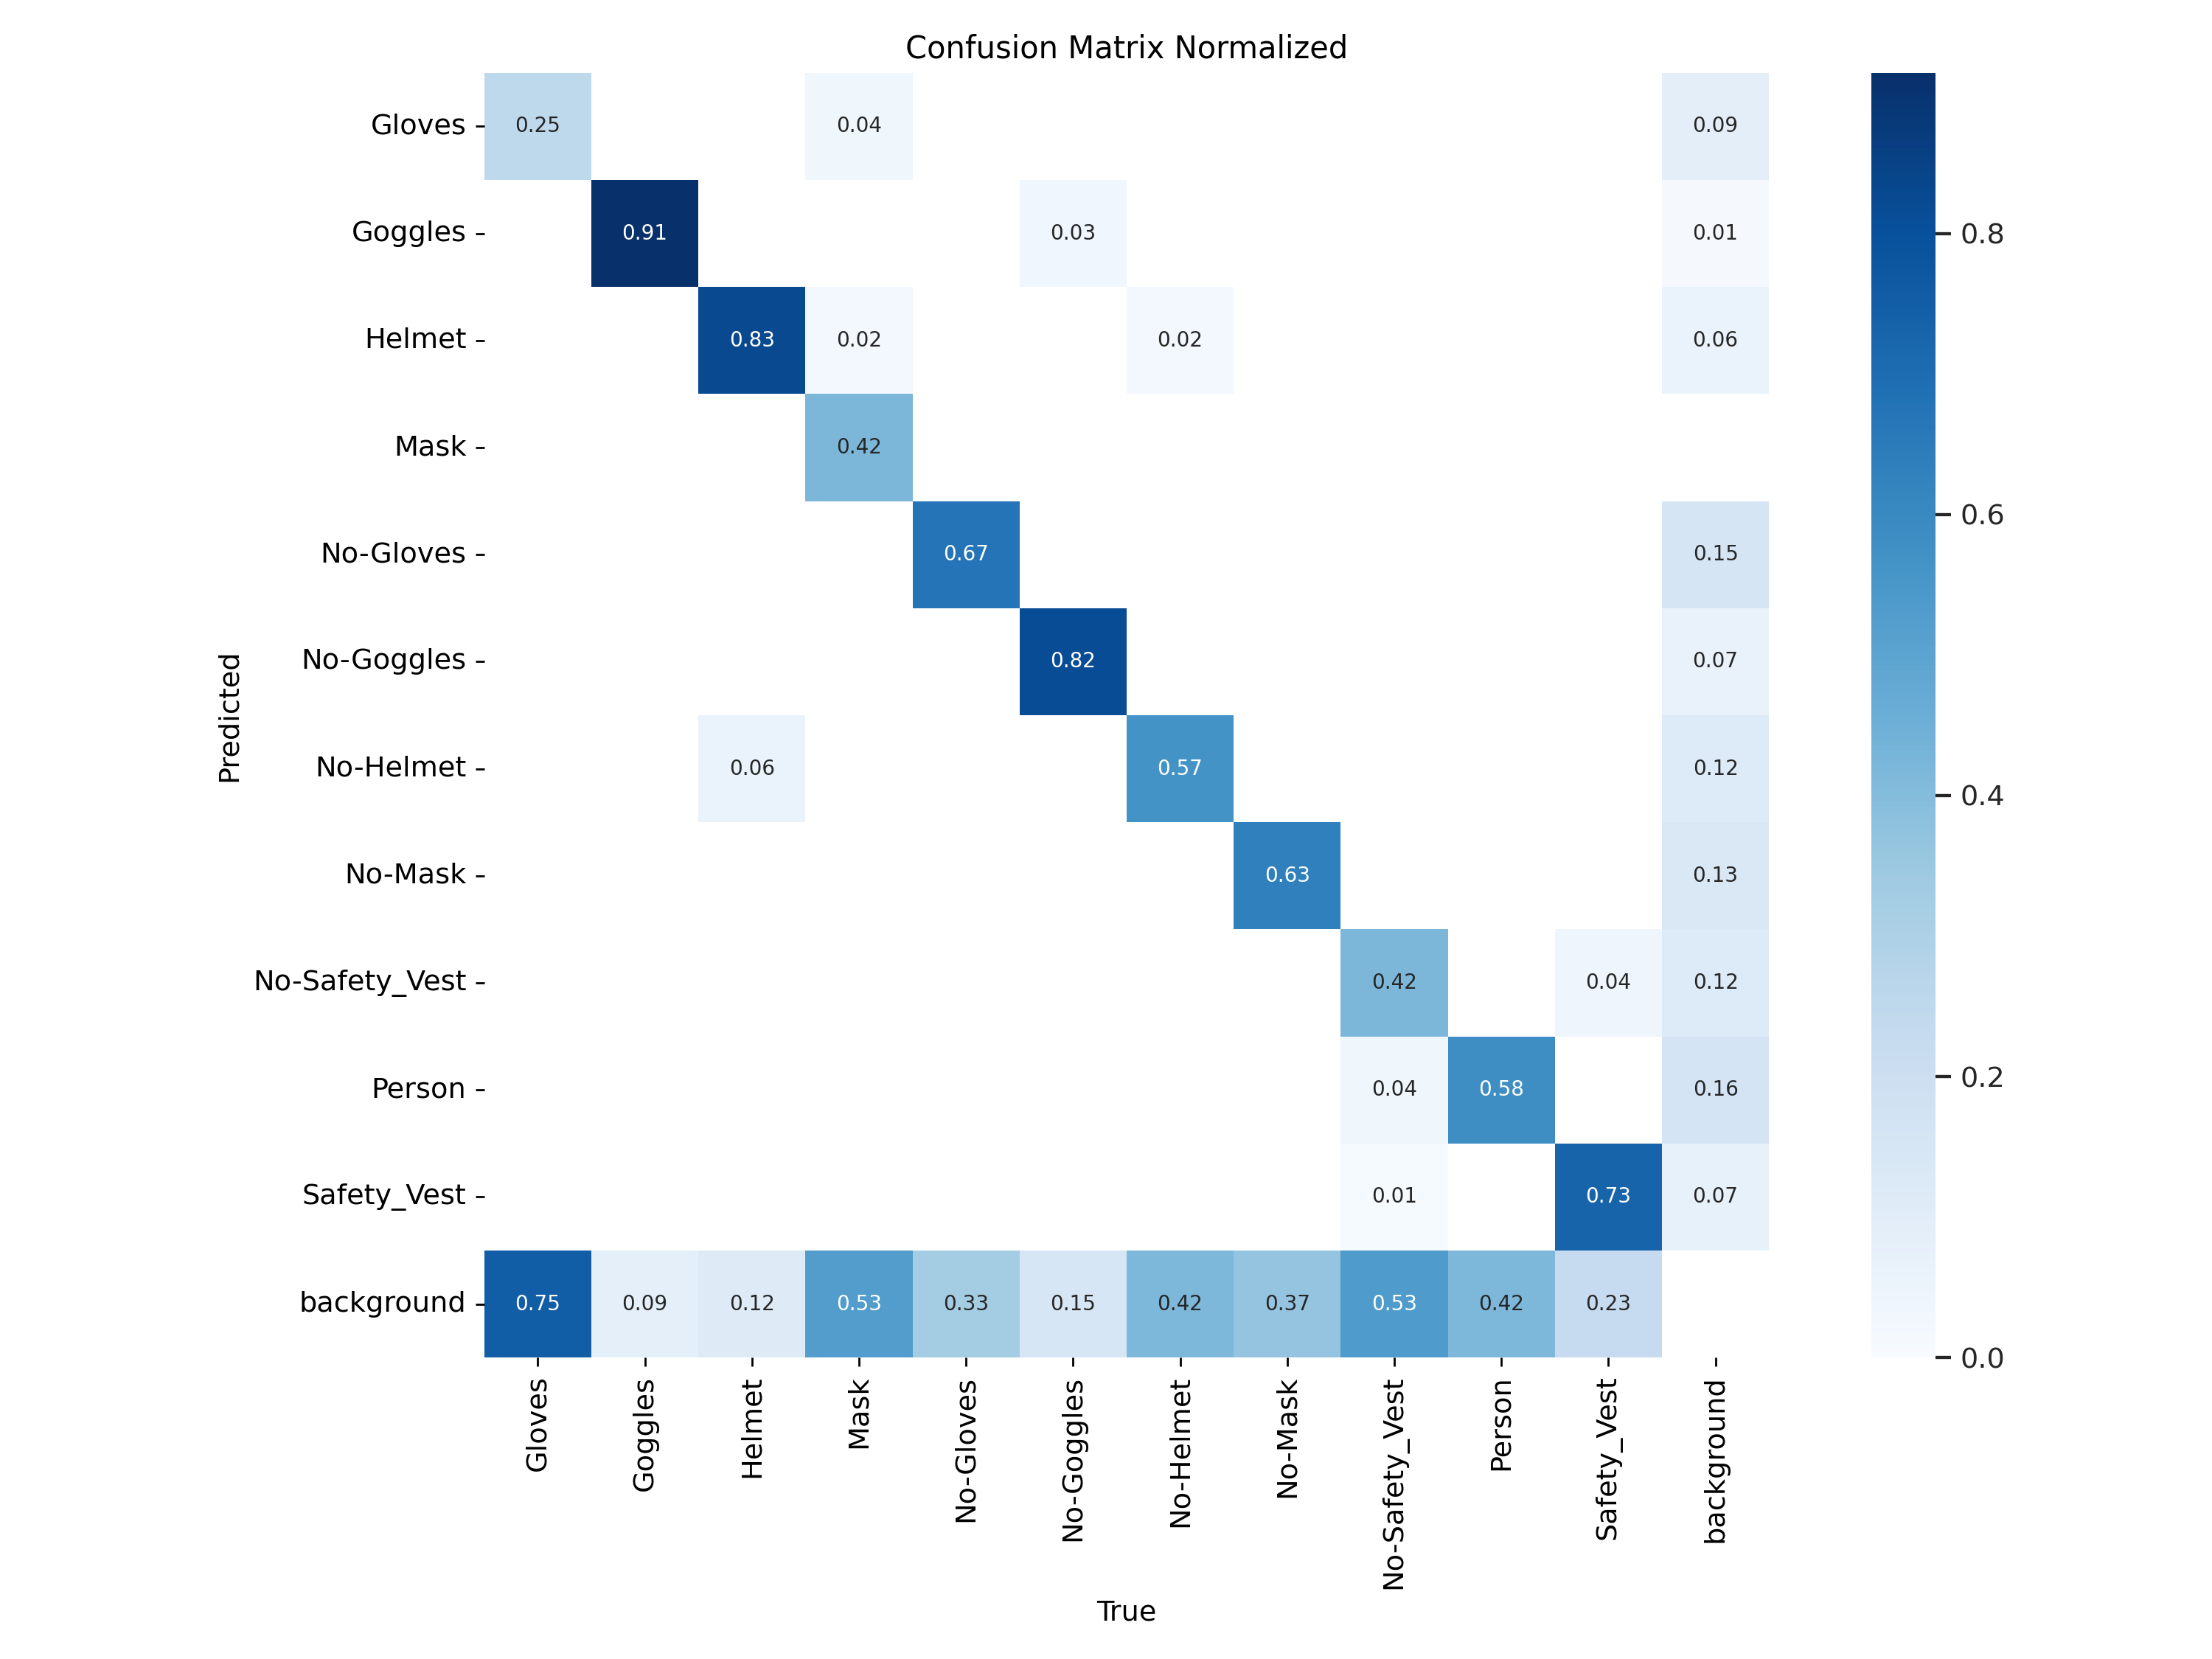 Confusion Matrix Normalized
Gloves 0.25 0.04 0.09
Goggles 0.91 0.03 0.01
0.8
Helmet 0.83 0.02 0.02 0.06
Mask 0.42
0.6
No-Gloves 0.67 0.15
No-Goggles 0.82 0.07
Predicted
No-Helmet 0.06 0.57 0.12
0.4
No-Mask 0.63 0.13
No-Safety_Vest 0.42 0.04 0.12
0.2
Person 0.04 0.58 0.16
Safety_Vest 0.01 0.73 0.07
background 0.75 0.09 0.12 0.53 0.33 0.15 0.42 0.37 0.53 0.42 0.23
0.0
Gloves Goggles Helmet Mask No-Gloves No-Goggles No-Helmet No-Mask No-Safety_Vest Person Safety_Vest background
True